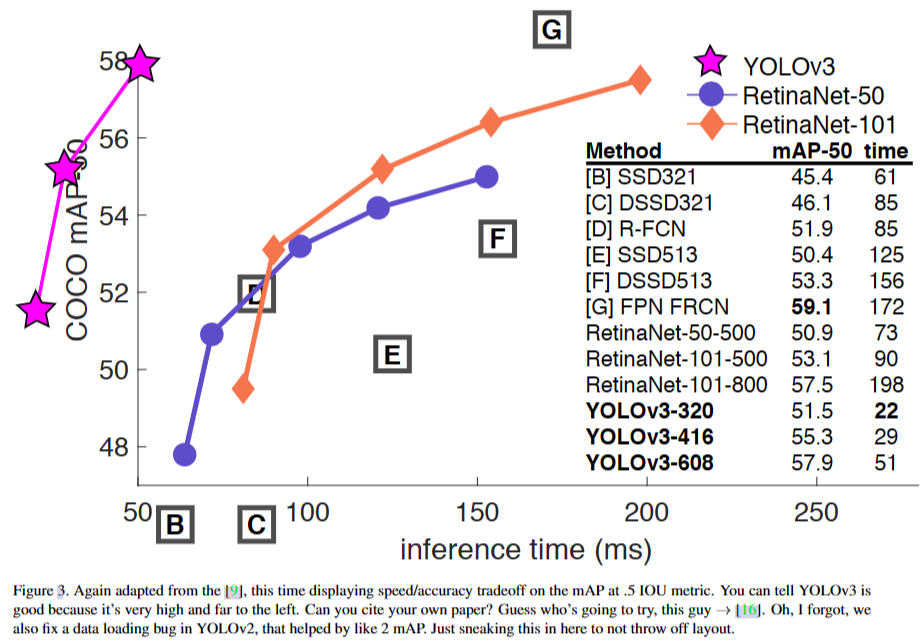 G
58
56
54
52
50
48
COCO mAP-50
D
F
E
B
C
50
100
150
200
250
inference time (ms)
YOLOv3
RetinaNet-50
RetinaNet-101
Method mAP-50 time
[B] SSD321 45.4 61
[C] DSSD321 46.1 85
[D] R-FCN 51.9 85
[E] SSD513 50.4 125
[F] DSSD513 53.3 156
[G] FPN FRCN 59.1 172
RetinaNet-50-500 50.9 73
RetinaNet-101-500 53.1 90
RetinaNet-101-800 57.5 198
YOLOv3-320 51.5 22
YOLOv3-416 55.3 29
YOLOv3-608 57.9 51
Figure 3. Again adapted from the [9], this time displaying speed/accuracy tradeoff on the mAP at .5 IOU metric. You can tell YOLOv3 is
good because it's very high and far to the left. Can you cite your own paper? Guess who's going to try, this guy → [16]. Oh, I forgot, we
also fix a data loading bug in YOLOv2, that helped by like 2 mAP. Just sneaking this in here to not throw off layout.